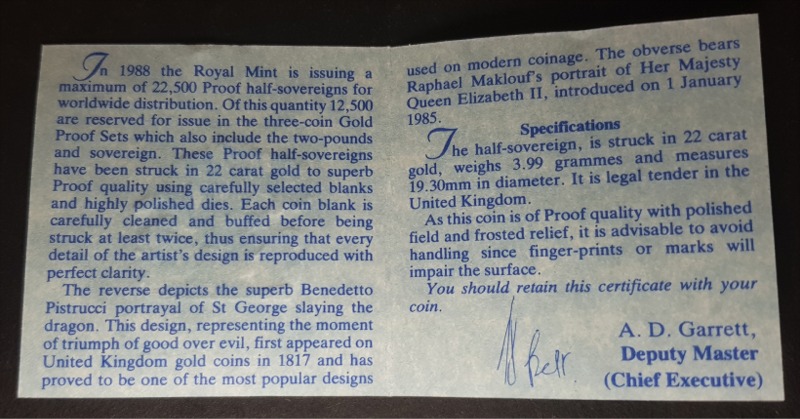 In 1988 the Royal Mint is issuing a
maximum of 22,500 Proof half-sovereigns for
worldwide distribution. Of this quantity 12,500
are reserved for issue in the three-coin Gold
Proof Sets which also include the two-pounds
and sovereign. These Proof half-sovereigns
have been struck in 22 carat gold to superb
Proof quality using carefully selected blanks
and highly polished dies. Each coin blank is
carefully cleaned and buffed before being
struck at least twice, thus ensuring that every
detail of the artist's design is reproduced with
perfect clarity.
The reverse depicts the superb Benedetto
Pistrucci portrayal of St George slaying the
dragon. This design, representing the moment
of triumph of good over evil, first appeared on
United Kingdom gold coins in 1817 and has
proved to be one of the most popular designs
used on modern coinage. The obverse bears
Raphael Maklouf's portrait of Her Majesty
Queen Elizabeth II, introduced on 1 January
1985.
Specifications
The half-sovereign, is struck in 22 carat
gold, weighs 3.99 grammes and measures
19.30mm in diameter. It is legal tender in the
United Kingdom.
As this coin is of Proof quality with polished
field and frosted relief, it is advisable to avoid
handling since finger-prints or marks will
impair the surface.
You should retain this certificate with your
coin.
A. D. Garrett,
Deputy Master
(Chief Executive)